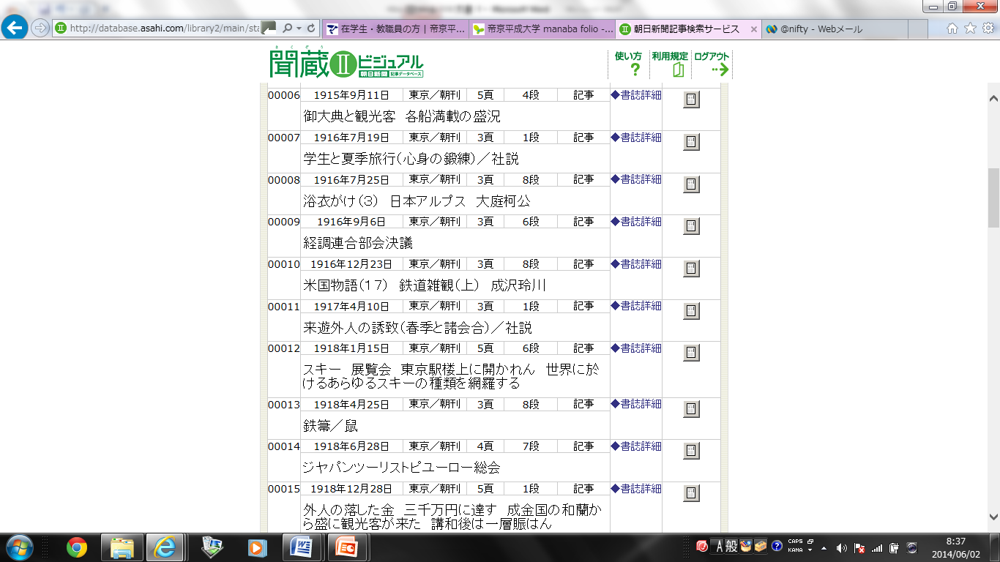 http://database.asahi.com/library2/main/sta
在学生・教職員の方 | 帝京平...
帝京平成大学 manaba folio -...
朝日新聞記事検索サービス
@nifty - Webメール
聞蔵Ⅱビジュアル
朝日新聞 記事データベース
使い方 利用規定 ログアウト
00006 1915年9月11日 東京／朝刊 5頁 4段 記事 ◆書誌詳細
御大典と観光客　各船満載の盛況
00007 1916年7月19日 東京／朝刊 3頁 1段 記事 ◆書誌詳細
学生と夏季旅行（心身の鍛練）／社説
00008 1916年7月25日 東京／朝刊 3頁 8段 記事 ◆書誌詳細
浴衣がけ（３）　日本アルプス　大庭柯公
00009 1916年9月6日 東京／朝刊 3頁 6段 記事 ◆書誌詳細
経調連合部会決議
00010 1916年12月23日 東京／朝刊 3頁 8段 記事 ◆書誌詳細
米国物語（１７）　鉄道雑観（上）　成沢玲川
00011 1917年4月10日 東京／朝刊 3頁 1段 記事 ◆書誌詳細
来遊外人の誘致（春季と諸会合）／社説
00012 1918年1月15日 東京／朝刊 5頁 6段 記事 ◆書誌詳細
スキー　展覧会　東京駅楼上に開かれん　世界に於
けるあらゆるスキーの種類を網羅する
00013 1918年4月25日 東京／朝刊 3頁 8段 記事 ◆書誌詳細
鉄箒／鼠
00014 1918年6月28日 東京／朝刊 4頁 7段 記事 ◆書誌詳細
ジャパンツーリストピユーロー総会
00015 1918年12月28日 東京／朝刊 5頁 1段 記事 ◆書誌詳細
外人の落した金　三千万円に達す　成金国の和蘭か
ら盛に観光客が来た　講和後は一層賑はん
A 般
CAPS
KANA
8:37
2014/06/02